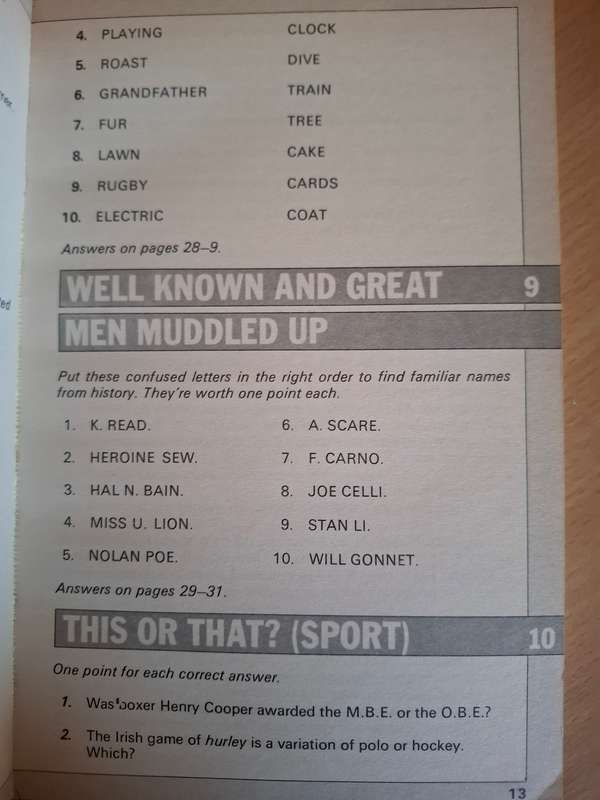 4. PLAYING CLOCK
5. ROAST DIVE
6. GRANDFATHER TRAIN
7. FUR TREE
8. LAWN CAKE
9. RUGBY CARDS
10. ELECTRIC COAT
Answers on pages 28–9.
WELL KNOWN AND GREAT 9
MEN MUDDLED UP
Put these confused letters in the right order to find familiar names
from history. They're worth one point each.
1. K. READ.
2. HEROINE SEW.
3. HAL N. BAIN.
4. MISS U. LION.
5. NOLAN POE.
6. A. SCARE.
7. F. CARNO.
8. JOE CELLI.
9. STAN LI.
10. WILL GONNET.
Answers on pages 29–31.
THIS OR THAT? (SPORT) 10
One point for each correct answer.
1. Was boxer Henry Cooper awarded the M.B.E. or the O.B.E.?
2. The Irish game of hurley is a variation of polo or hockey.
Which?
13